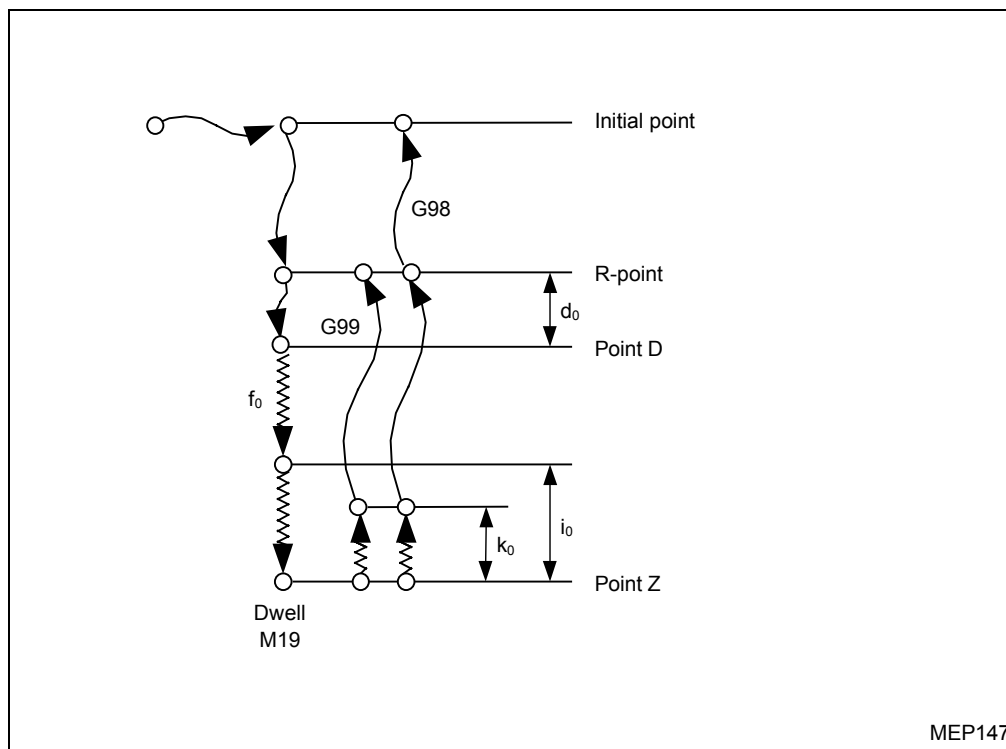 Initial point
G98
R-point
d₀
G99
Point D
f₀
i₀
k₀
Point Z
Dwell
M19
MEP147